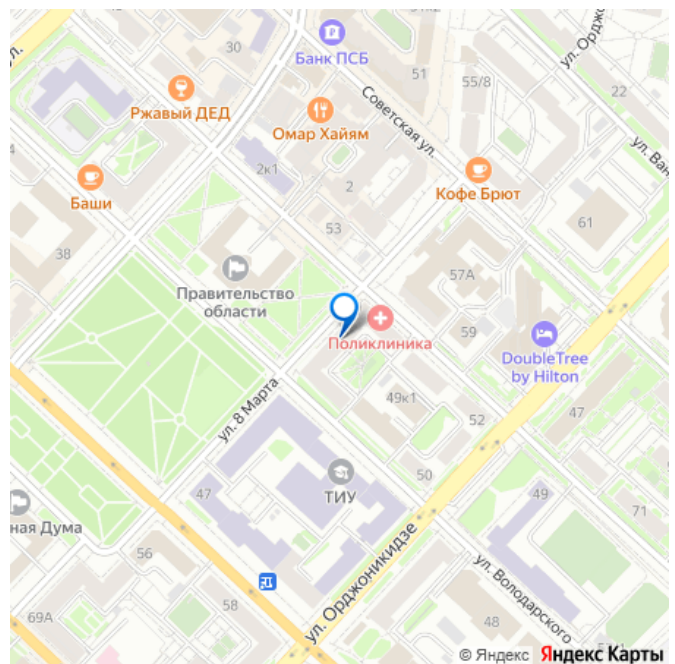 30
Банк ПСБ
51
55/8
ул. Орд
22
Ржавый ДЕД
Омар Хайям
Советская ул.
ул. Ван
2к1
2
Кофе Брют
Баши
53
61
38
57А
Правительство
области
59
Поликлиника
DoubleTree
by Hilton
ул. 8 Марта
49к1
52
47
50
47
ТИУ
49
71
ная Дума
56
ул. Орджоникидзе
ул. Володарского
58
69А
48
© Яндекс Яндекс Карты